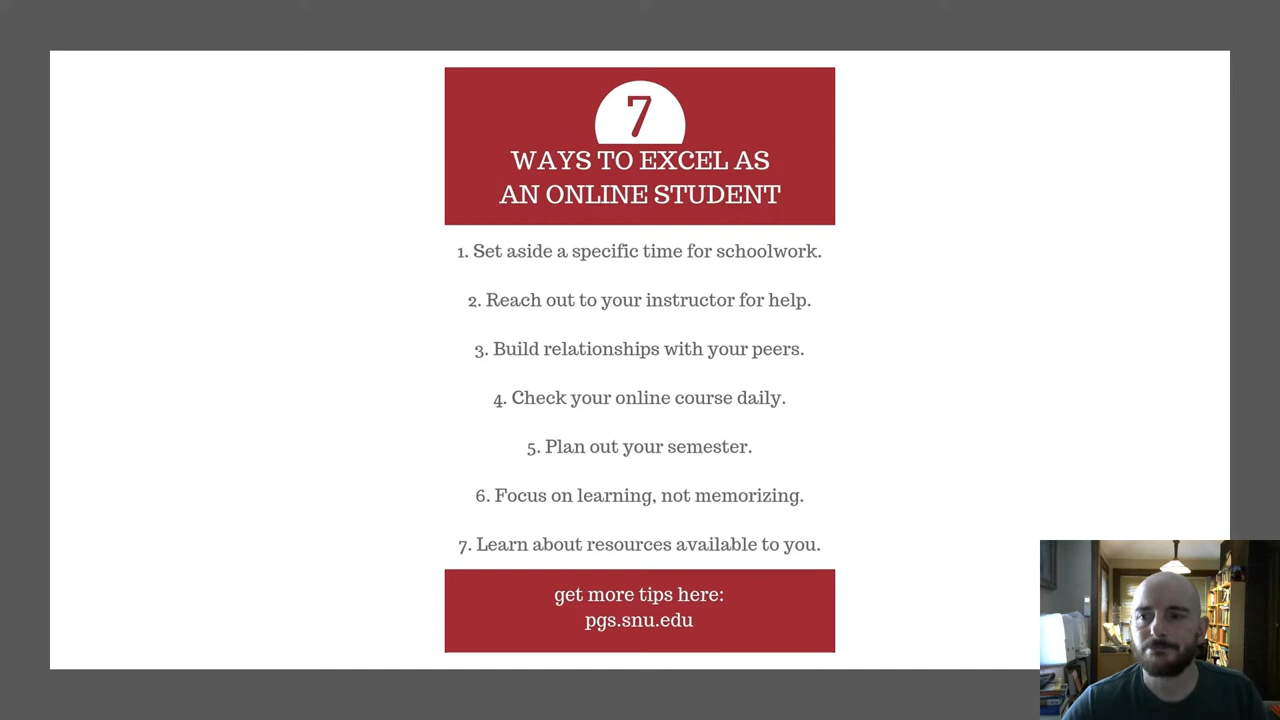 7
WAYS TO EXCEL AS
AN ONLINE STUDENT
1. Set aside a specific time for schoolwork.
2. Reach out to your instructor for help.
3. Build relationships with your peers.
4. Check your online course daily.
5. Plan out your semester.
6. Focus on learning, not memorizing.
7. Learn about resources available to you.
get more tips here:
pgs.snu.edu